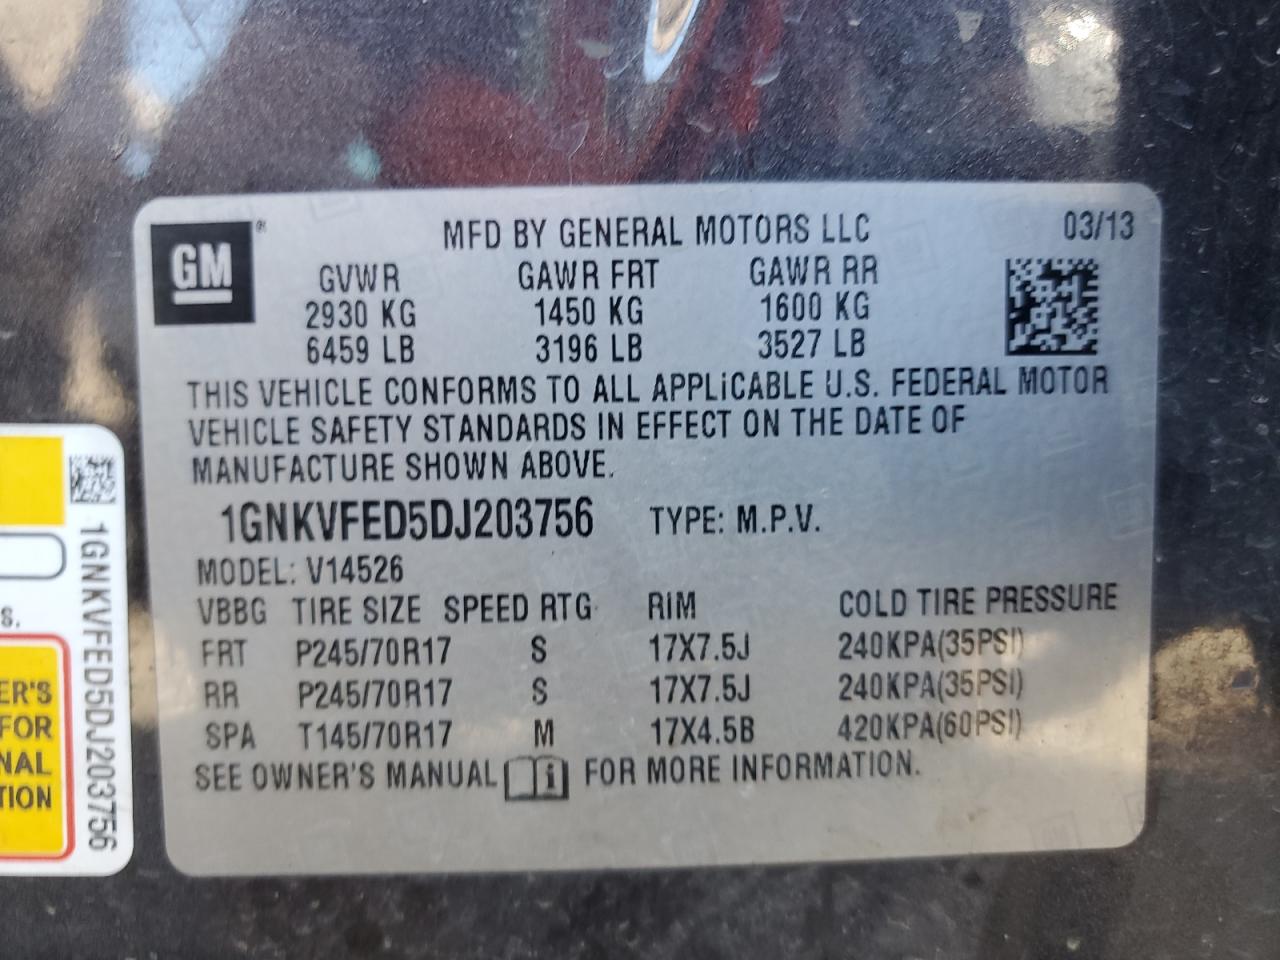 GM®
MFD BY GENERAL MOTORS LLC 03/13
GVWR GAWR FRT GAWR RR
2930 KG 1450 KG 1600 KG
6459 LB 3196 LB 3527 LB
THIS VEHICLE CONFORMS TO ALL APPLiCABLE U.S. FEDERAL MOTOR
VEHICLE SAFETY STANDARDS IN EFFECT ON THE DATE OF
MANUFACTURE SHOWN ABOVE.
1GNKVFED5DJ203756 TYPE: M.P.V.
MODEL: V14526
VBBG TIRE SIZE SPEED RTG RIM COLD TIRE PRESSURE
FRT P245/70R17 S 17X7.5J 240KPA(35PSI)
RR P245/70R17 S 17X7.5J 240KPA(35PSI)
SPA T145/70R17 M 17X4.5B 420KPA(60PSI)
SEE OWNER'S MANUAL i FOR MORE INFORMATION.
1GNKVFED5DJ203756
S.
ER'S
FOR
NAL
TION